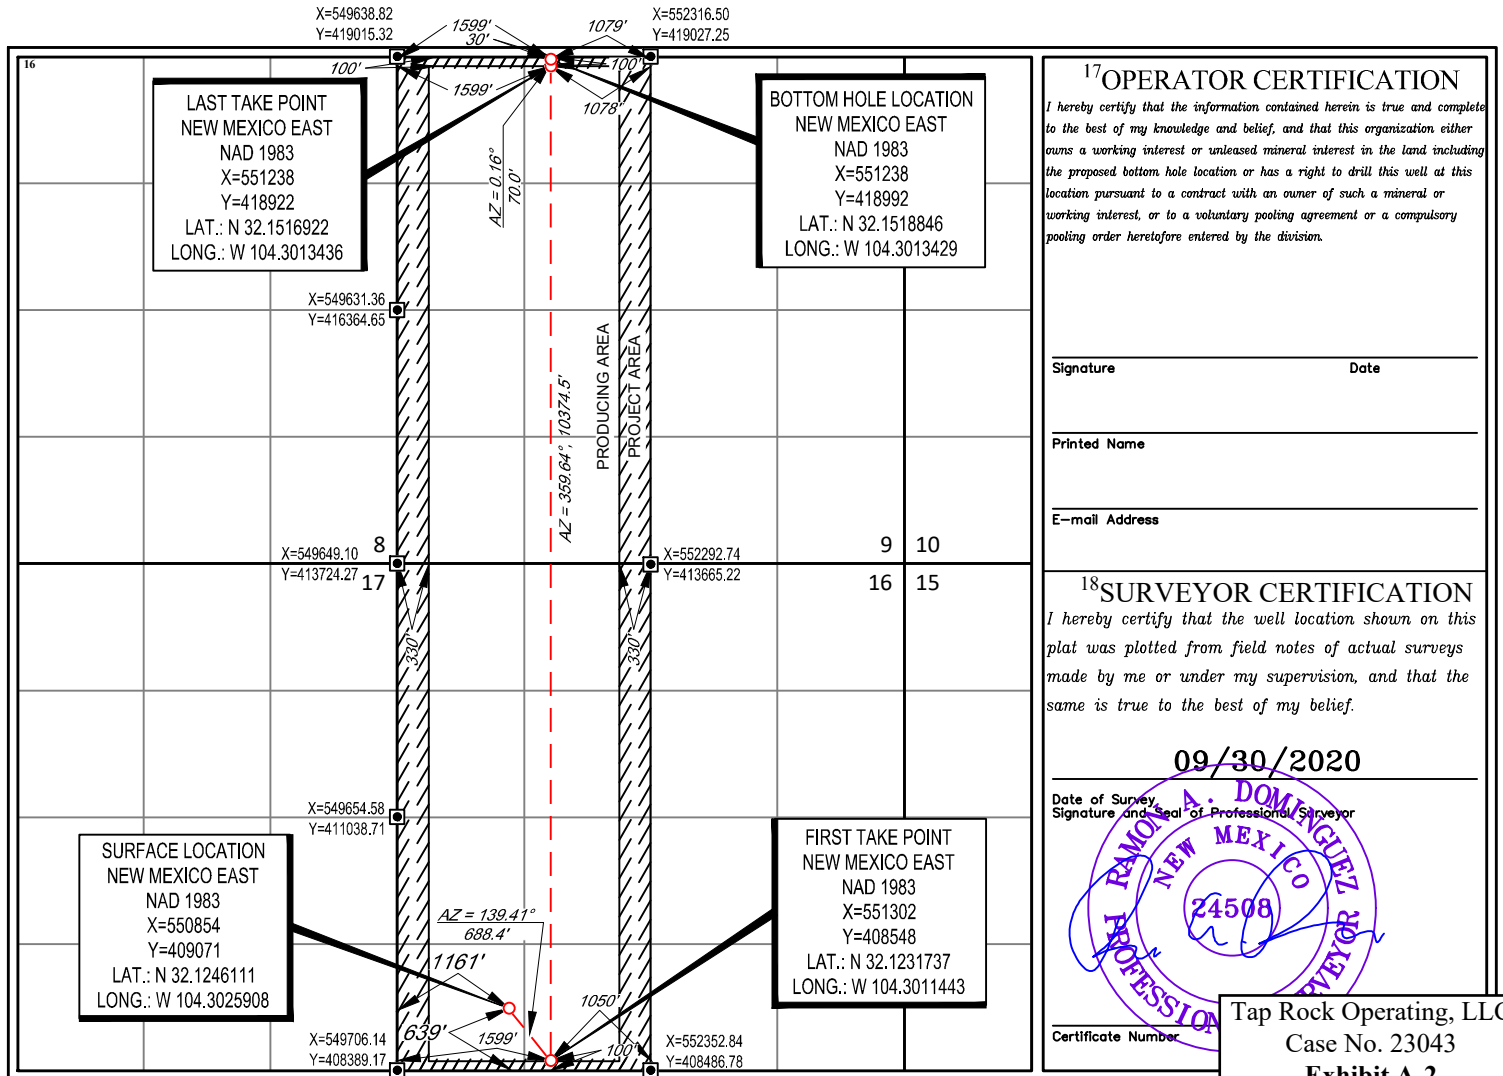 X=549638.82
Y=419015.32
1599'
30'
1079'
X=552316.50
Y=419027.25
16
100'
1599'
100'
1078'
LAST TAKE POINT
NEW MEXICO EAST
NAD 1983
X=551238
Y=418922
LAT.: N 32.1516922
LONG.: W 104.3013436
AZ = 0.16°
70.0'
BOTTOM HOLE LOCATION
NEW MEXICO EAST
NAD 1983
X=551238
Y=418992
LAT.: N 32.1518846
LONG.: W 104.3013429
X=549631.36
Y=416364.65
PRODUCING AREA
PROJECT AREA
AZ = 359.64°, 10374.5'
X=549649.10
Y=413724.27
8
17
X=552292.74
Y=413665.22
9
10
16
15
330'
330'
X=549654.58
Y=411038.71
SURFACE LOCATION
NEW MEXICO EAST
NAD 1983
X=550854
Y=409071
LAT.: N 32.1246111
LONG.: W 104.3025908
AZ = 139.41°
688.4'
1161'
639'
1599'
1050'
100'
FIRST TAKE POINT
NEW MEXICO EAST
NAD 1983
X=551302
Y=408548
LAT.: N 32.1231737
LONG.: W 104.3011443
X=549706.14
Y=408389.17
X=552352.84
Y=408486.78
17OPERATOR CERTIFICATION
I hereby certify that the information contained herein is true and complete
to the best of my knowledge and belief, and that this organization either
owns a working interest or unleased mineral interest in the land including
the proposed bottom hole location or has a right to drill this well at this
location pursuant to a contract with an owner of such a mineral or
working interest, or to a voluntary pooling agreement or a compulsory
pooling order heretofore entered by the division.
Signature Date
Printed Name
E-mail Address
18SURVEYOR CERTIFICATION
I hereby certify that the well location shown on this
plat was plotted from field notes of actual surveys
made by me or under my supervision, and that the
same is true to the best of my belief.
09/30/2020
Date of Survey
Signature and Seal of Professional Surveyor
RAMON A. DOMINGUEZ
NEW MEXICO
24508
Certificate Number
Tap Rock Operating, LLC
Case No. 23043
Exhibit A-2